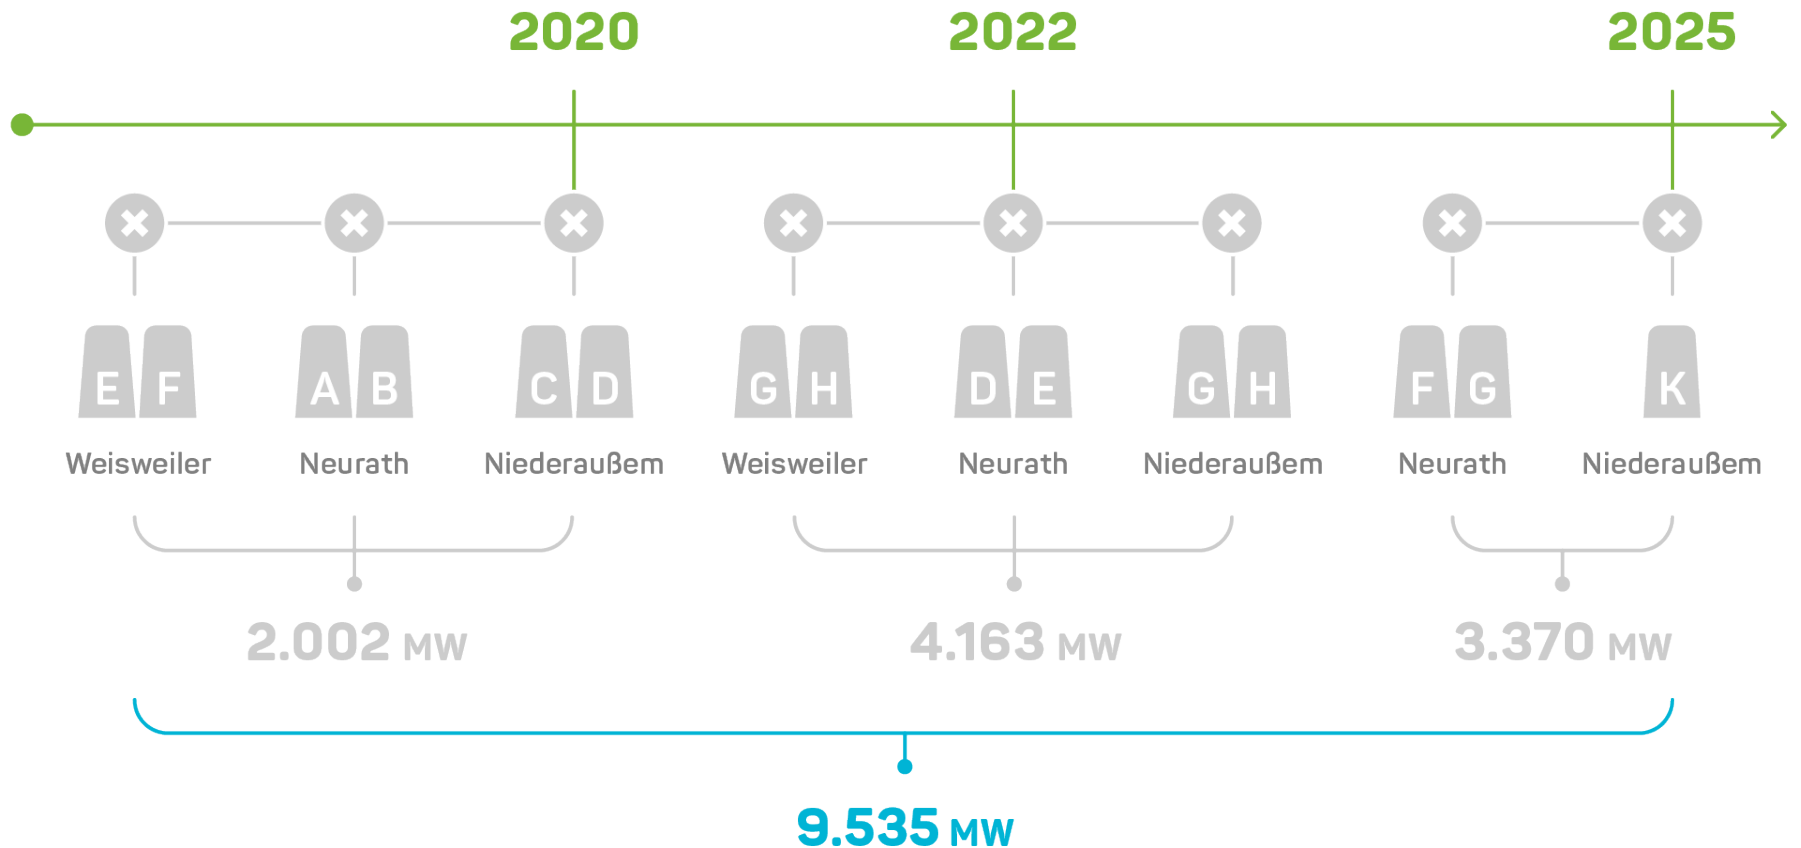 2020 2022 2025
E F A B C D G H D E G H F G K
Weisweiler Neurath Niederaußem Weisweiler Neurath Niederaußem Neurath Niederaußem
2.002 MW 4.163 MW 3.370 MW
9.535 MW